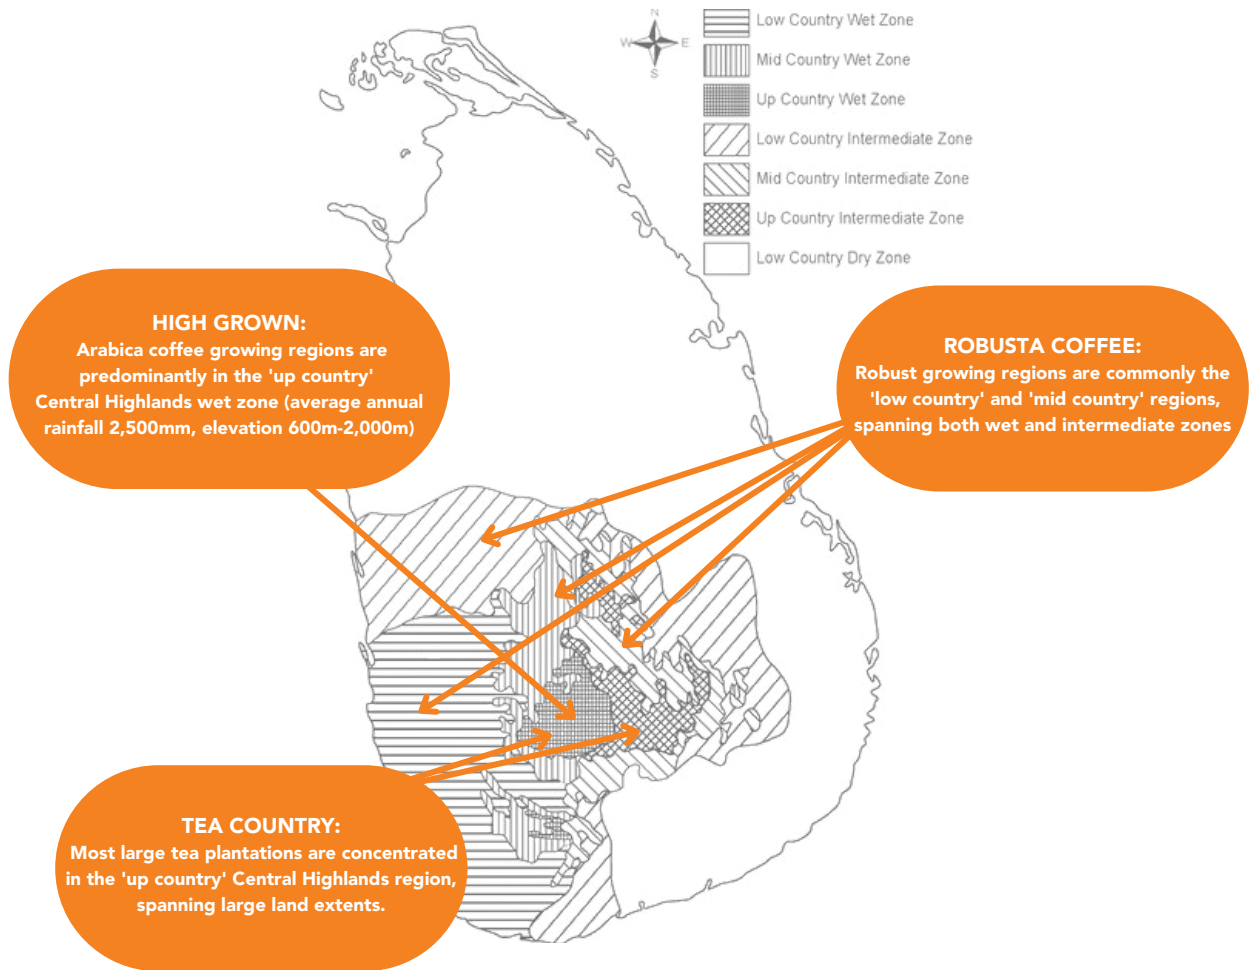 N
W E
S
Low Country Wet Zone
Mid Country Wet Zone
Up Country Wet Zone
Low Country Intermediate Zone
Mid Country Intermediate Zone
Up Country Intermediate Zone
Low Country Dry Zone
HIGH GROWN:
Arabica coffee growing regions are
predominantly in the 'up country'
Central Highlands wet zone (average annual
rainfall 2,500mm, elevation 600m-2,000m)
ROBUSTA COFFEE:
Robust growing regions are commonly the
'low country' and 'mid country' regions,
spanning both wet and intermediate zones
TEA COUNTRY:
Most large tea plantations are concentrated
in the 'up country' Central Highlands region,
spanning large land extents.